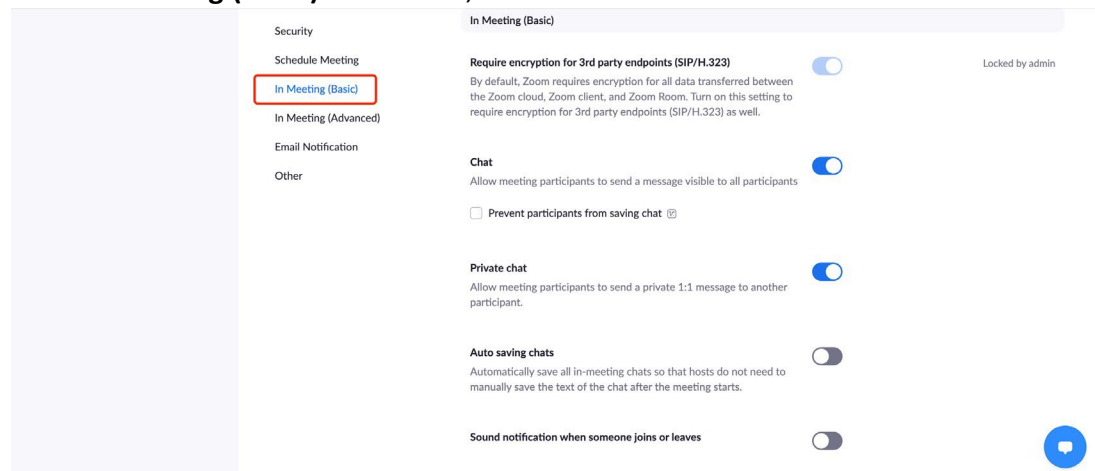 Security
Schedule Meeting
In Meeting (Basic)
In Meeting (Advanced)
Email Notification
Other
In Meeting (Basic)
Require encryption for 3rd party endpoints (SIP/H.323)
Locked by admin
By default, Zoom requires encryption for all data transferred between
the Zoom cloud, Zoom client, and Zoom Room. Turn on this setting to
require encryption for 3rd party endpoints (SIP/H.323) as well.
Chat
Allow meeting participants to send a message visible to all participants
Prevent participants from saving chat
Private chat
Allow meeting participants to send a private 1:1 message to another
participant.
Auto saving chats
Automatically save all in-meeting chats so that hosts do not need to
manually save the text of the chat after the meeting starts.
Sound notification when someone joins or leaves